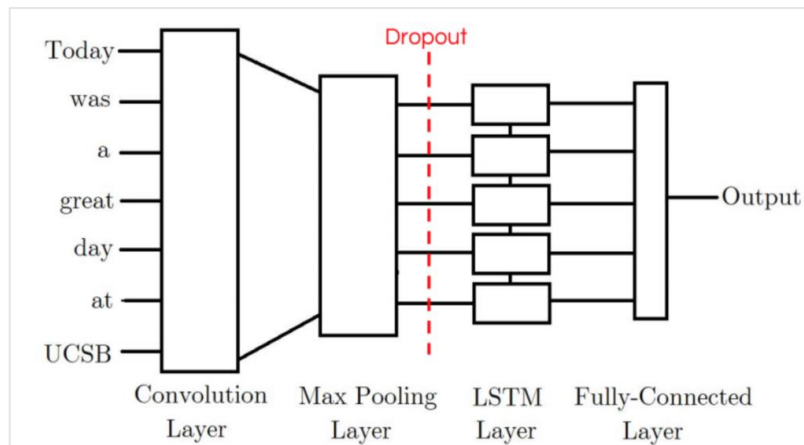 Dropout
Today
was
a
great
day
at
UCSB
Output
Convolution
Layer
Max Pooling
Layer
LSTM
Layer
Fully-Connected
Layer